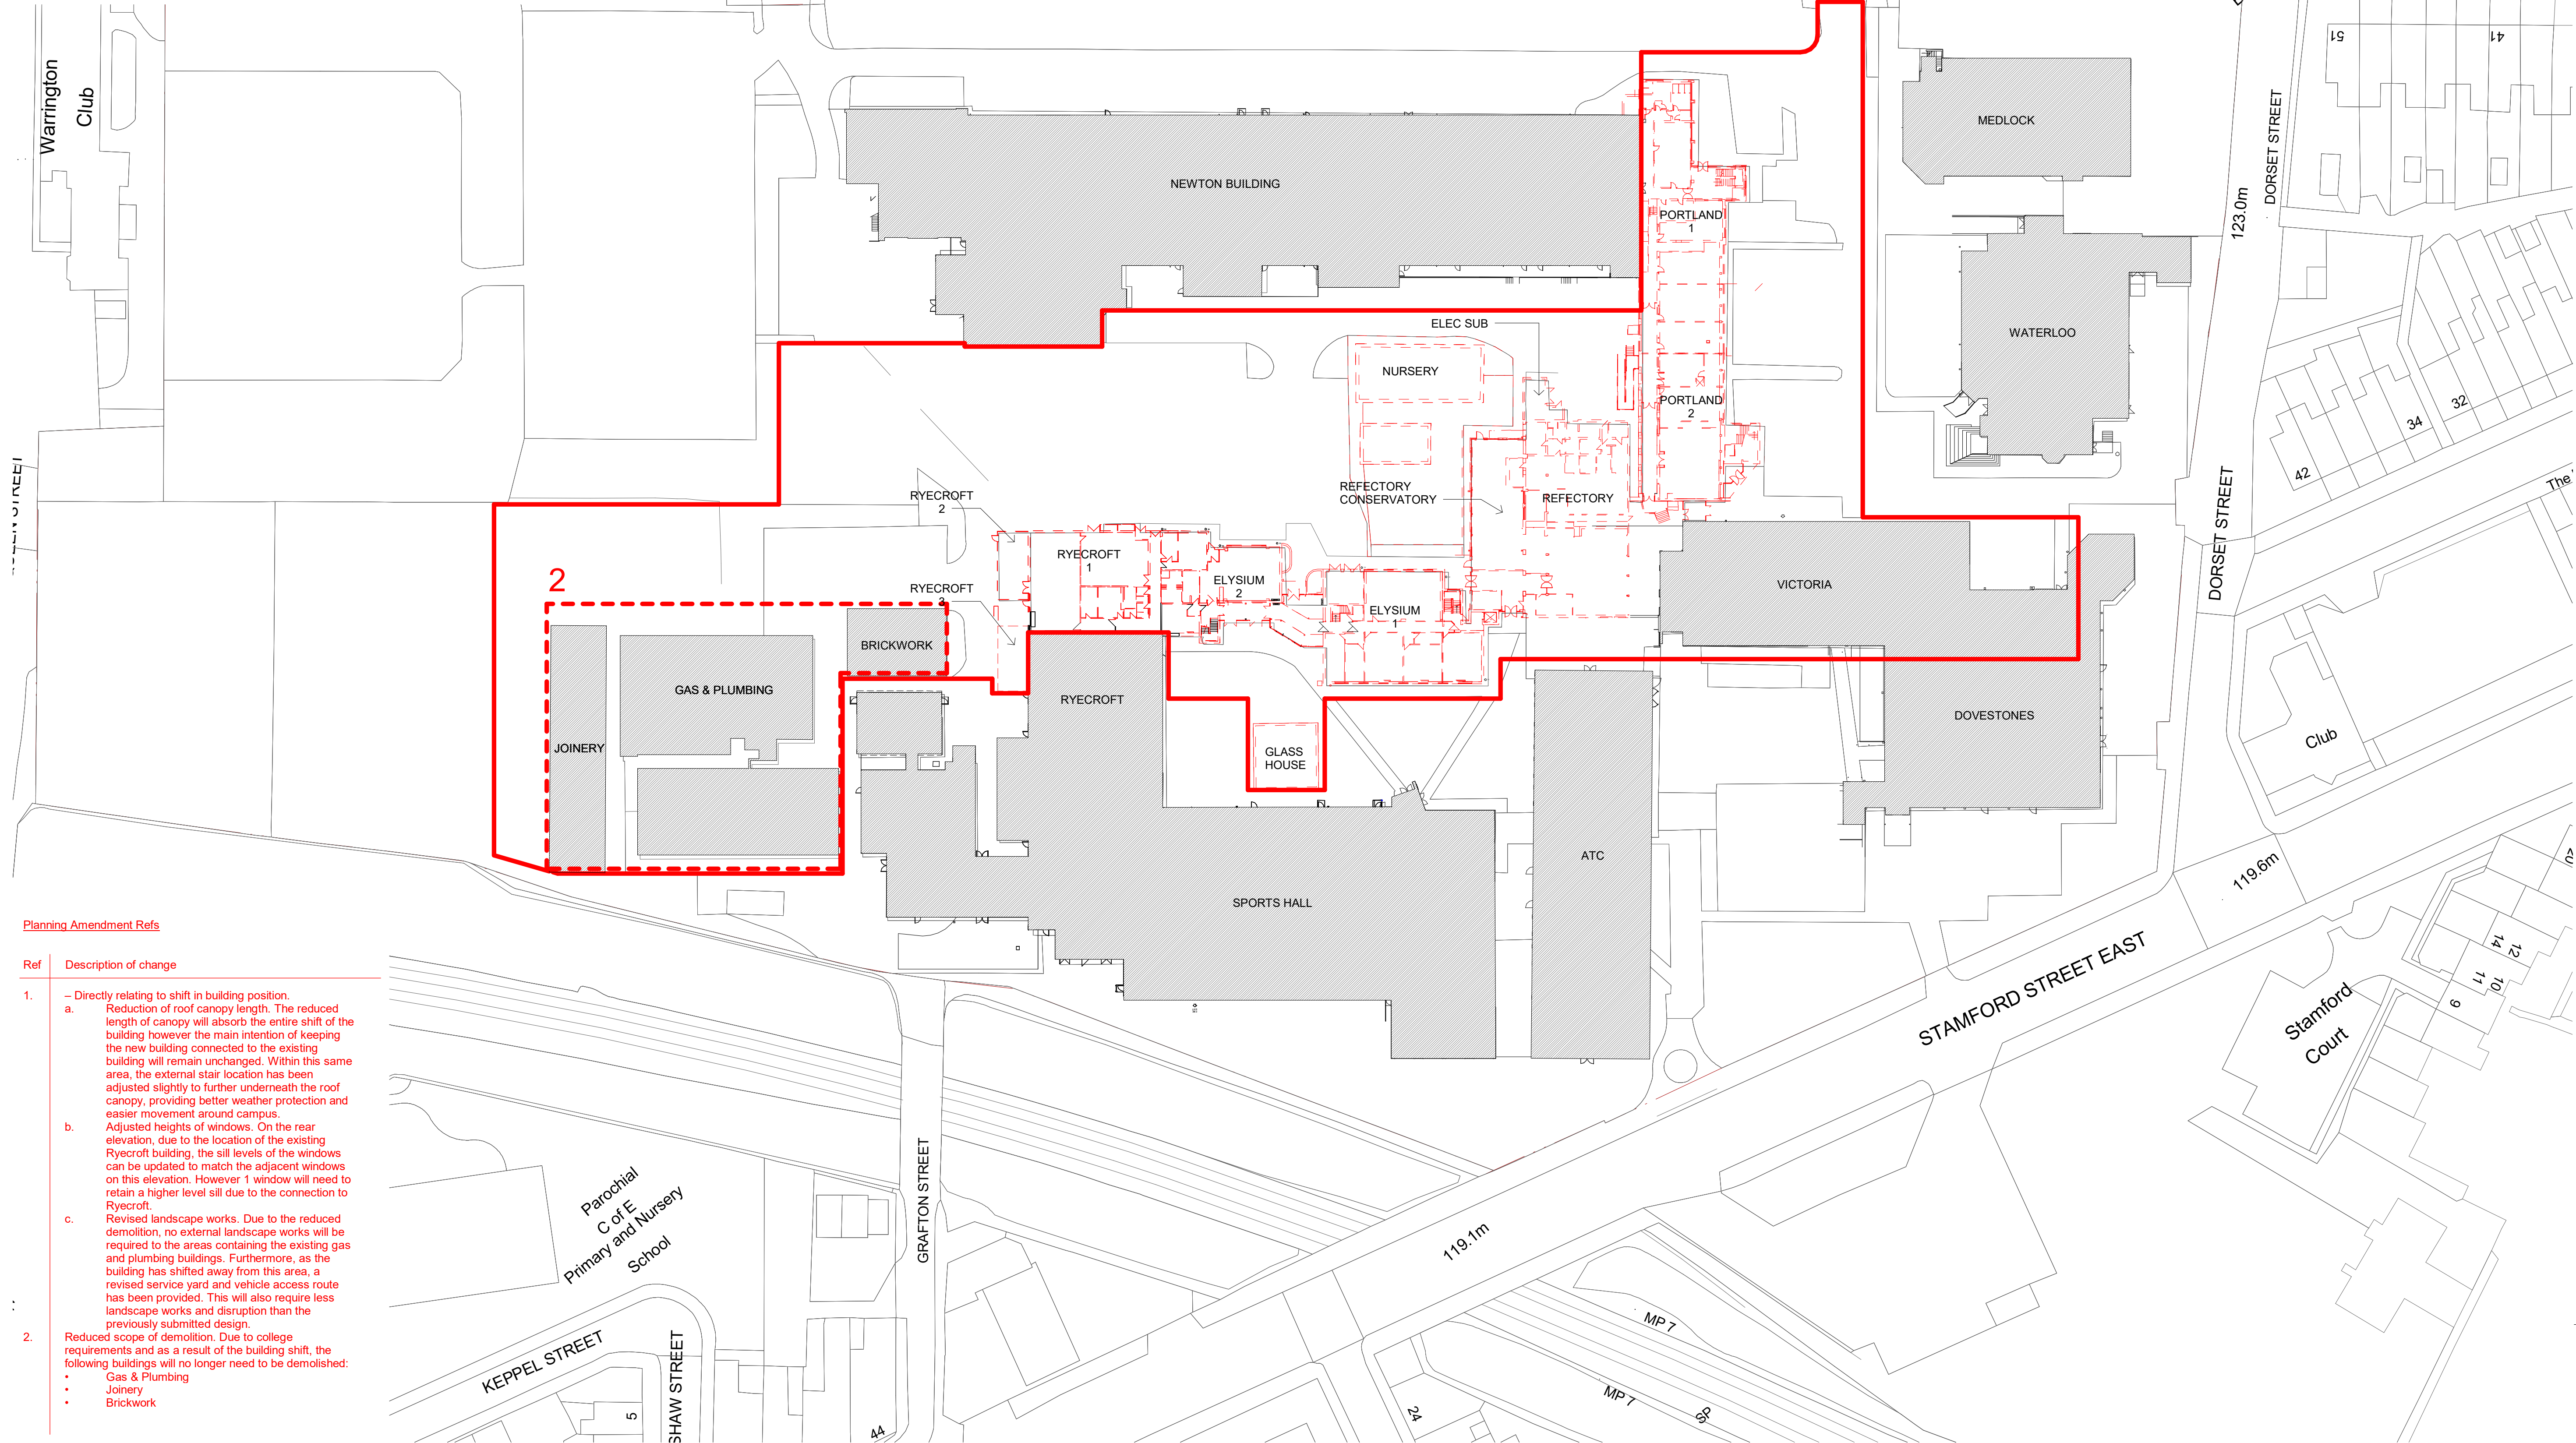 Warrington
Club
51
41
MEDLOCK
DORSET STREET
NEWTON BUILDING
123.0m
PORTLAND
1
ELEC SUB
WATERLOO
NURSERY
PORTLAND
2
32
34
42
The
REFECTORY
CONSERVATORY
REFECTORY
RYECROFT
2
DORSET STREET
RYECROFT
1
2
ELYSIUM
2
VICTORIA
RYECROFT
3
ELYSIUM
1
BRICKWORK
GAS & PLUMBING
RYECROFT
DOVESTONES
JOINERY
GLASS
HOUSE
Club
ATC
119.6m
SPORTS HALL
STAMFORD STREET EAST
14
12
11
10
9
Stamford
Court
Planning Amendment Refs
Ref Description of change
1. – Directly relating to shift in building position.
a. Reduction of roof canopy length. The reduced
length of canopy will absorb the entire shift of the
building however the main intention of keeping
the new building connected to the existing
building will remain unchanged. Within this same
area, the external stair location has been
adjusted slightly to further underneath the roof
canopy, providing better weather protection and
easier movement around campus.
b. Adjusted heights of windows. On the rear
elevation, due to the location of the existing
Ryecroft building, the sill levels of the windows
can be updated to match the adjacent windows
on this elevation. However 1 window will need to
retain a higher level sill due to the connection to
Ryecroft.
c. Revised landscape works. Due to the reduced
demolition, no external landscape works will be
required to the areas containing the existing gas
and plumbing buildings. Furthermore, as the
building has shifted away from this area, a
revised service yard and vehicle access route
has been provided. This will also require less
landscape works and disruption than the
previously submitted design.
2. Reduced scope of demolition. Due to college
requirements and as a result of the building shift, the
following buildings will no longer need to be demolished:
• Gas & Plumbing
• Joinery
• Brickwork
Parochial
C of E
Primary and Nursery
School
GRAFTON STREET
119.1m
KEPPEL STREET
SHAW STREET
5
44
24
MP 7
MP 7
SP